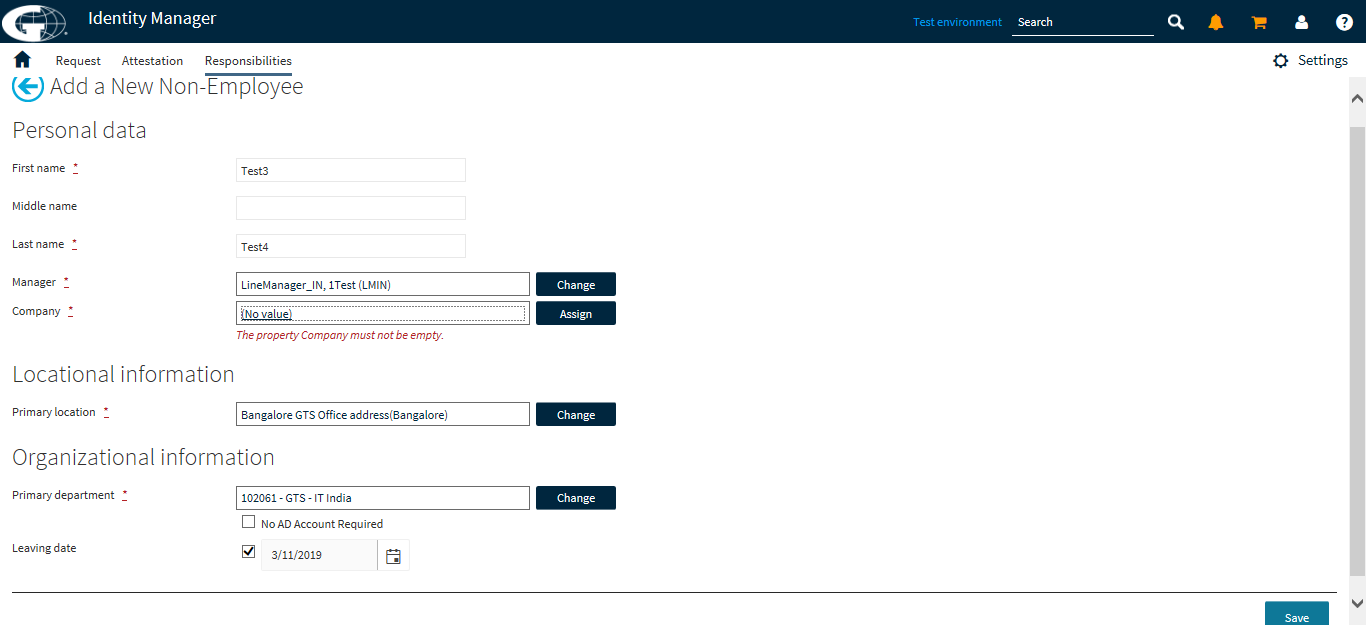 Identity Manager
Test environment
Search
Request Attestation Responsibilities
Settings
Add a New Non-Employee
Personal data
First name * Test3
Middle name
Last name * Test4
Manager * LineManager_IN, 1Test (LMIN) Change
Company * (No value) Assign
The property Company must not be empty.
Locational information
Primary location * Bangalore GTS Office address(Bangalore) Change
Organizational information
Primary department * 102061 - GTS - IT India Change
No AD Account Required
Leaving date 3/11/2019
Save